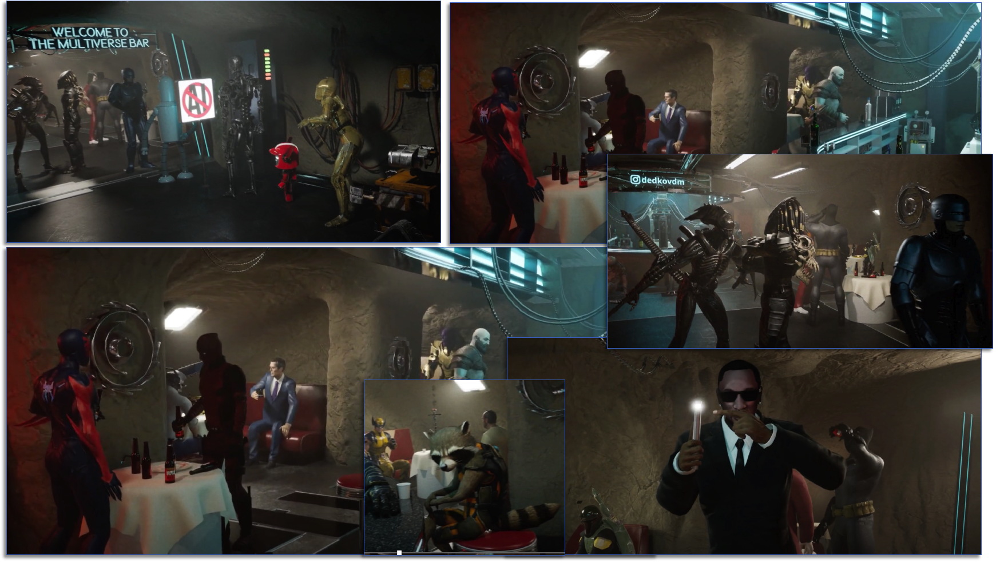 WELCOME TO
THE MULTIVERSE BAR
AI
dedkovdm